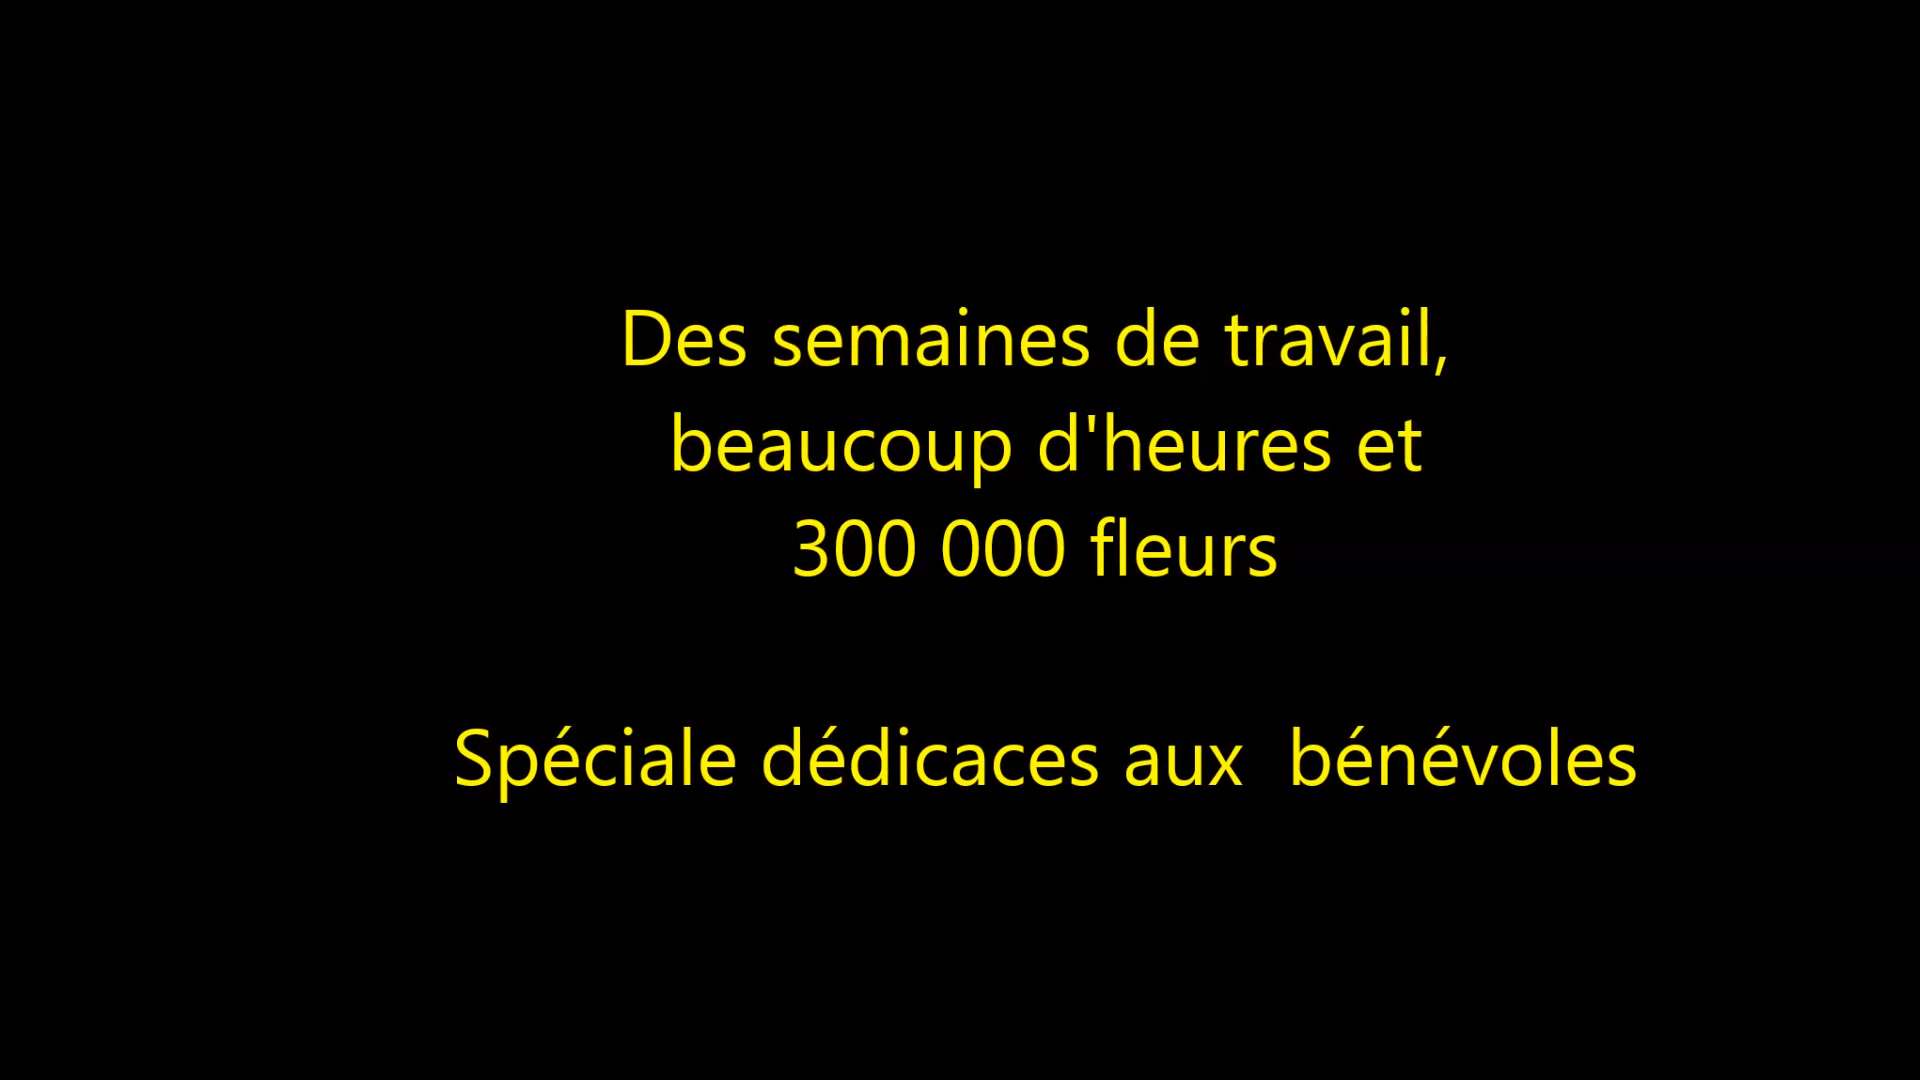 Des semaines de travail,
beaucoup d'heures et
300 000 fleurs
Spéciale dédicaces aux  bénévoles